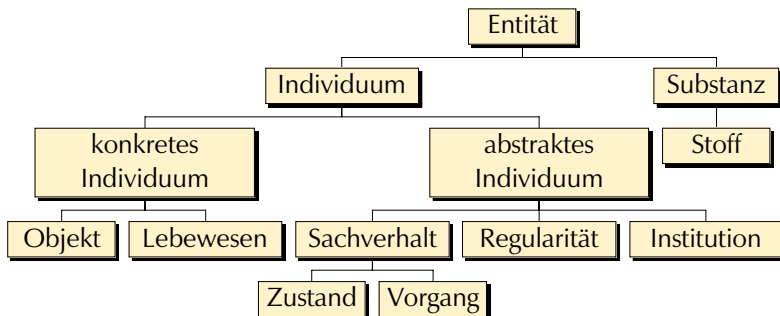 Entität
Individuum
Substanz
konkretes
Individuum
abstraktes
Individuum
Stoff
Objekt
Lebewesen
Sachverhalt
Regularität
Institution
Zustand
Vorgang